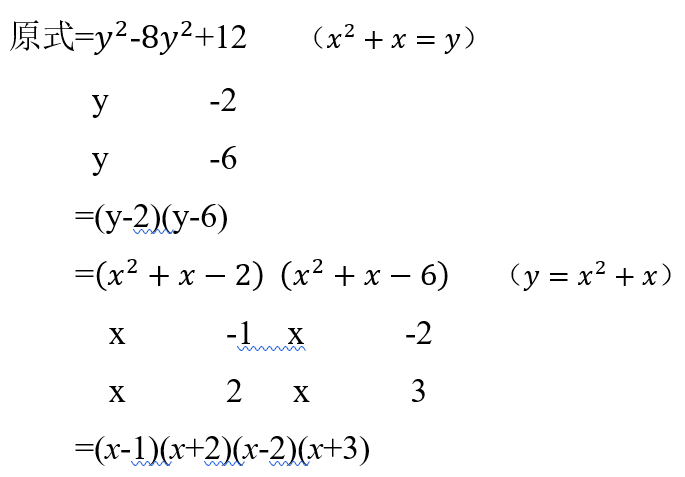 原式=y²-8y²+12 （x² + x = y）
y -2
y -6
=(y-2)(y-6)
=(x² + x − 2) (x² + x − 6) （y = x² + x）
x -1 x -2
x 2 x 3
=(x-1)(x+2)(x-2)(x+3)